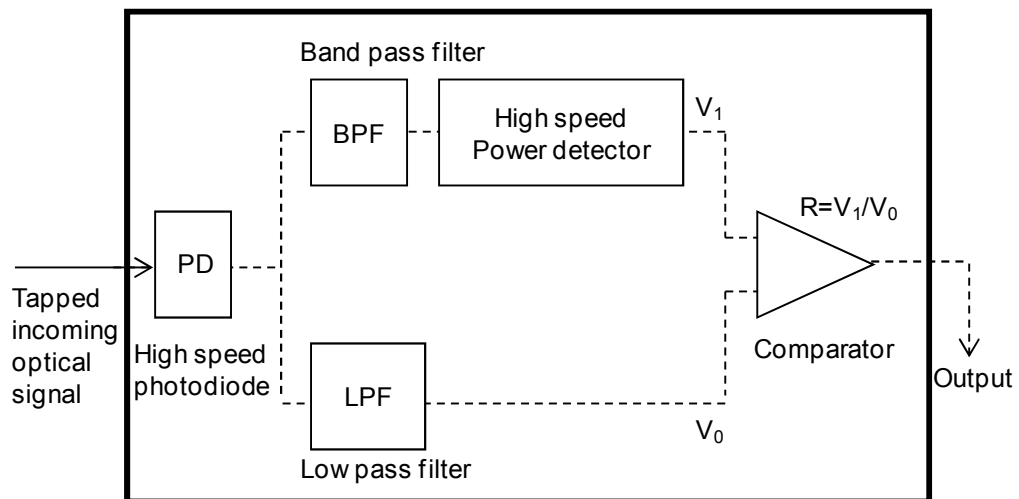 Band pass filter
BPF
High speed
Power detector
V₁
R=V₁/V₀
PD
Tapped
incoming
optical
signal
High speed
photodiode
LPF
Low pass filter
V₀
Comparator
Output